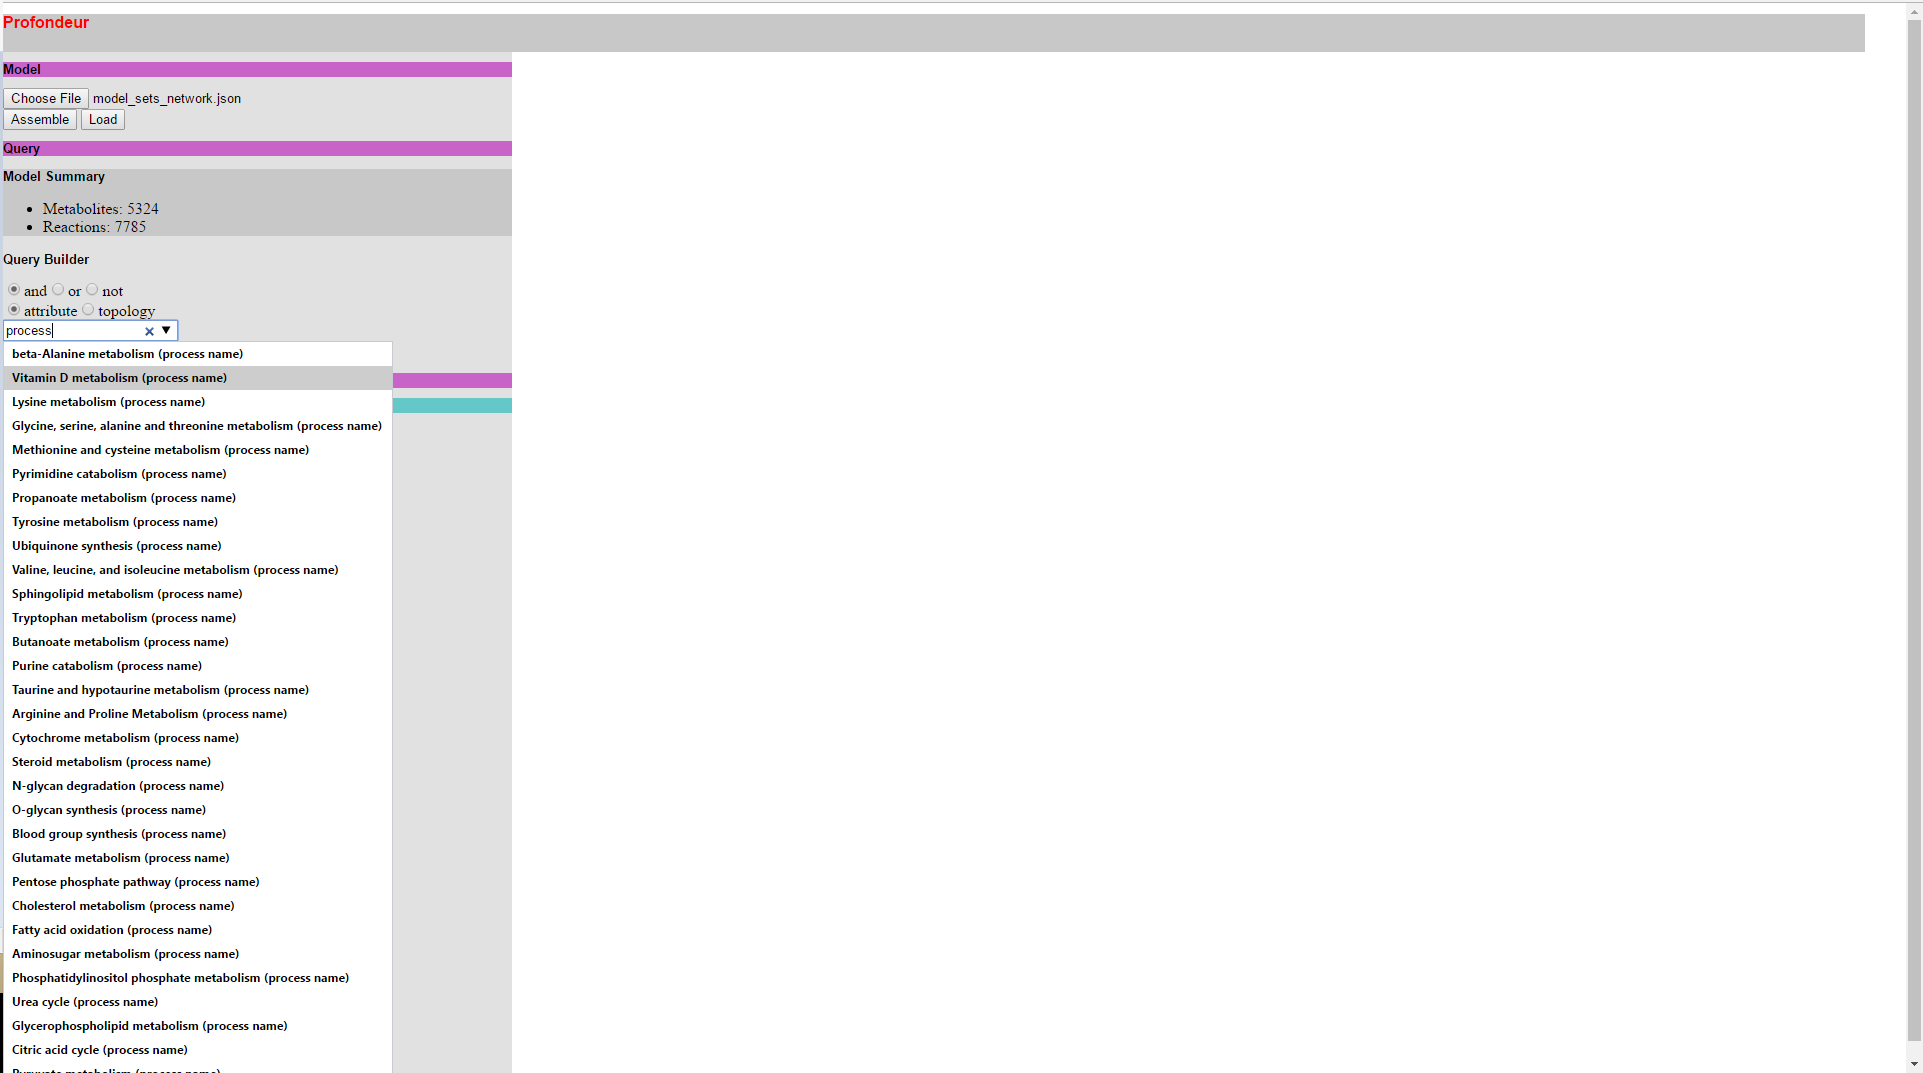 Profondeur
Model
Choose File model_sets_network.json
Assemble Load
Query
Model Summary
Metabolites: 5324
Reactions: 7785
Query Builder
and or not
attribute topology
process
beta-Alanine metabolism (process name)
Vitamin D metabolism (process name)
Lysine metabolism (process name)
Glycine, serine, alanine and threonine metabolism (process name)
Methionine and cysteine metabolism (process name)
Pyrimidine catabolism (process name)
Propanoate metabolism (process name)
Tyrosine metabolism (process name)
Ubiquinone synthesis (process name)
Valine, leucine, and isoleucine metabolism (process name)
Sphingolipid metabolism (process name)
Tryptophan metabolism (process name)
Butanoate metabolism (process name)
Purine catabolism (process name)
Taurine and hypotaurine metabolism (process name)
Arginine and Proline Metabolism (process name)
Cytochrome metabolism (process name)
Steroid metabolism (process name)
N-glycan degradation (process name)
O-glycan synthesis (process name)
Blood group synthesis (process name)
Glutamate metabolism (process name)
Pentose phosphate pathway (process name)
Cholesterol metabolism (process name)
Fatty acid oxidation (process name)
Aminosugar metabolism (process name)
Phosphatidylinositol phosphate metabolism (process name)
Urea cycle (process name)
Glycerophospholipid metabolism (process name)
Citric acid cycle (process name)
Pyruvate metabolism (process name)